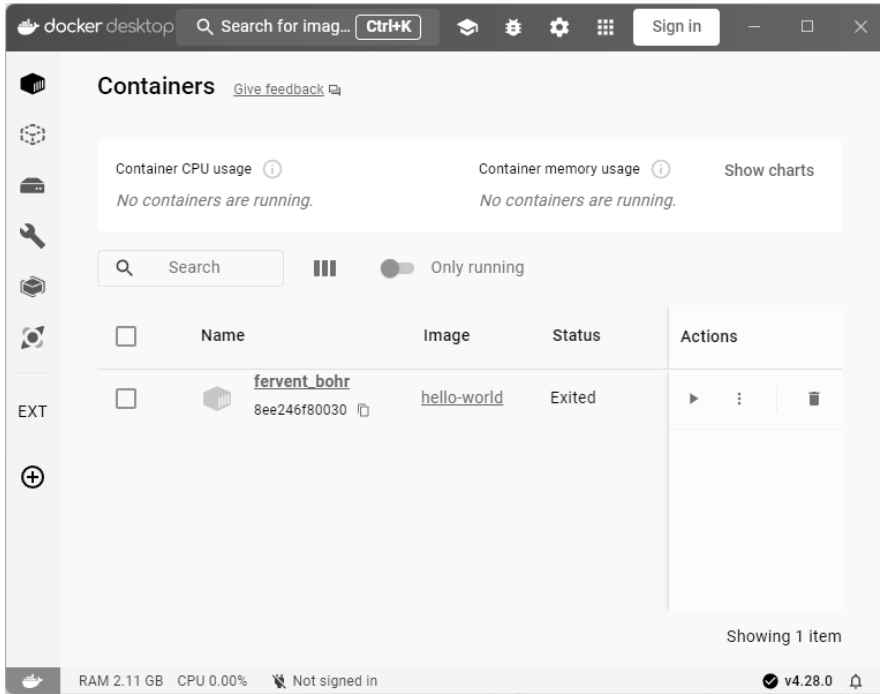 docker desktop Search for imag... Ctrl+K Sign in
Containers Give feedback
Container CPU usage Container memory usage Show charts
No containers are running. No containers are running.
Search Only running
Name Image Status Actions
fervent_bohr
hello-world Exited
8ee246f80030
EXT
Showing 1 item
RAM 2.11 GB CPU 0.00% Not signed in v4.28.0